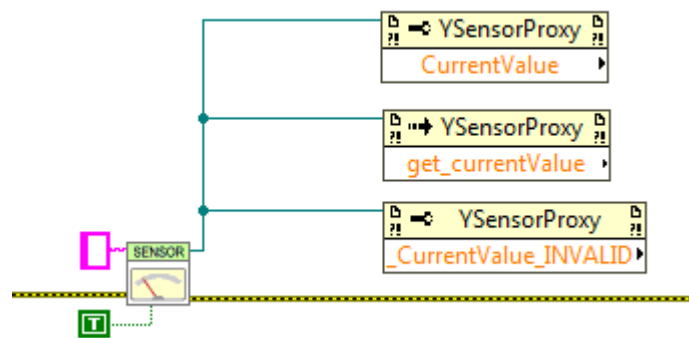 YSensorProxy
CurrentValue
YSensorProxy
get_currentValue
YSensorProxy
_CurrentValue_INVALID
SENSOR
T